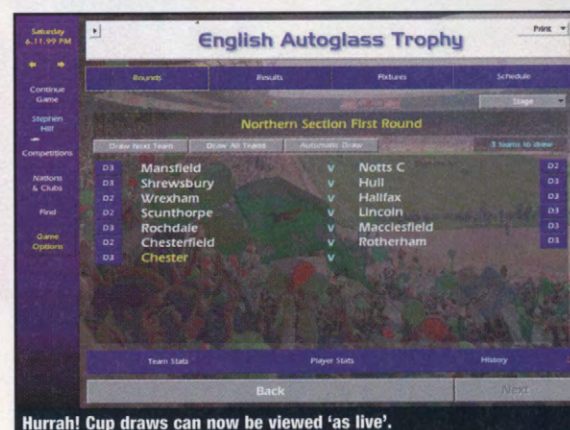 Saturday
6.11.99 PM
Continue
Game
Stephen
Competitions
Nations
& Clubs
Find
Game
Options
Print
English Autoglass Trophy
Rounds Results Fixtures Schedule
Stage
Northern Section First Round
Draw Next Team Draw All Teams Automatic Draw 3 teams to draw
D3 Mansfield v Notts C D2
D3 Shrewsbury v Hull D3
D2 Wrexham v Halifax D3
D2 Scunthorpe v Lincoln D3
D3 Rochdale v Macclesfield D3
D2 Chesterfield v Rotherham D3
D3 Chester v
Team Stats Player Stats History
Back Next
Hurrah! Cup draws can now be viewed 'as live'.